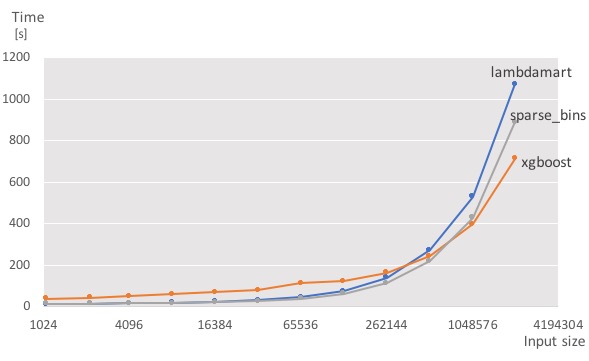 Time
[s]
1200
lambdamart
1000
sparse_bins
800
xgboost
600
400
200
0
1024 4096 16384 65536 262144 1048576 4194304
Input size